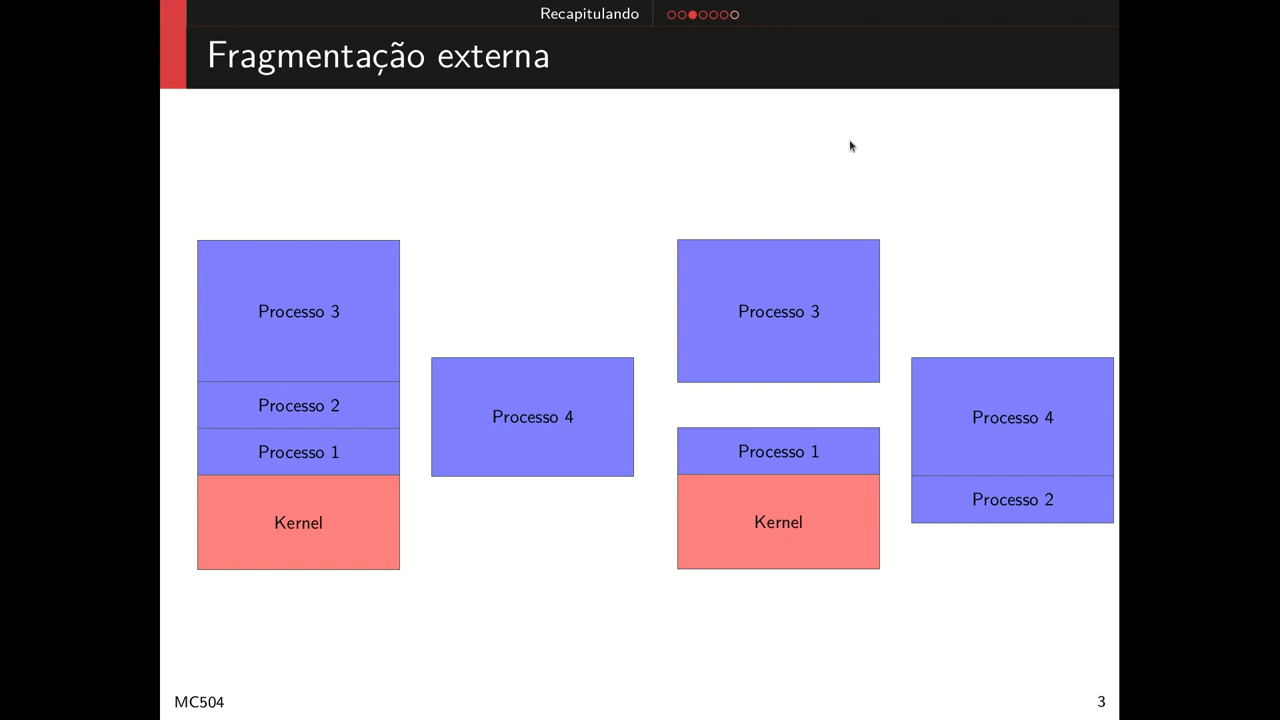 Recapitulando
Fragmentação externa
Processo 3
Processo 2
Processo 1
Kernel
Processo 4
Processo 3
Processo 1
Kernel
Processo 4
Processo 2
MC504
3